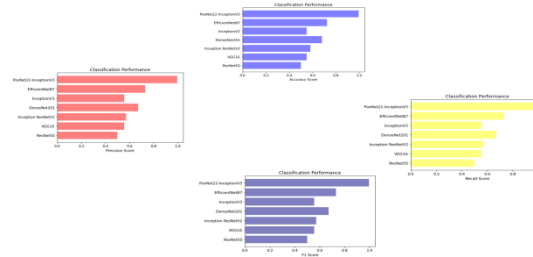 Classification Performance
PoxNet22-InceptionV3
EfficientNetB7
InceptionV3
DenseNet201
Inception ResNetV2
VGG16
ResNet50
0.0 0.2 0.4 0.6 0.8 1.0
Accuracy Score
Classification Performance
PoxNet22-InceptionV3
EfficientNetB7
InceptionV3
DenseNet201
Inception ResNetV2
VGG16
ResNet50
0.0 0.2 0.4 0.6 0.8 1.0
Precision Score
Classification Performance
PoxNet22-InceptionV3
EfficientNetB7
InceptionV3
DenseNet201
Inception ResNetV2
VGG16
ResNet50
0.0 0.2 0.4 0.6 0.8
Recall Score
Classification Performance
PoxNet22-InceptionV3
EfficientNetB7
InceptionV3
DenseNet201
Inception ResNetV2
VGG16
ResNet50
0.0 0.2 0.4 0.6 0.8 1.0
F1 Score